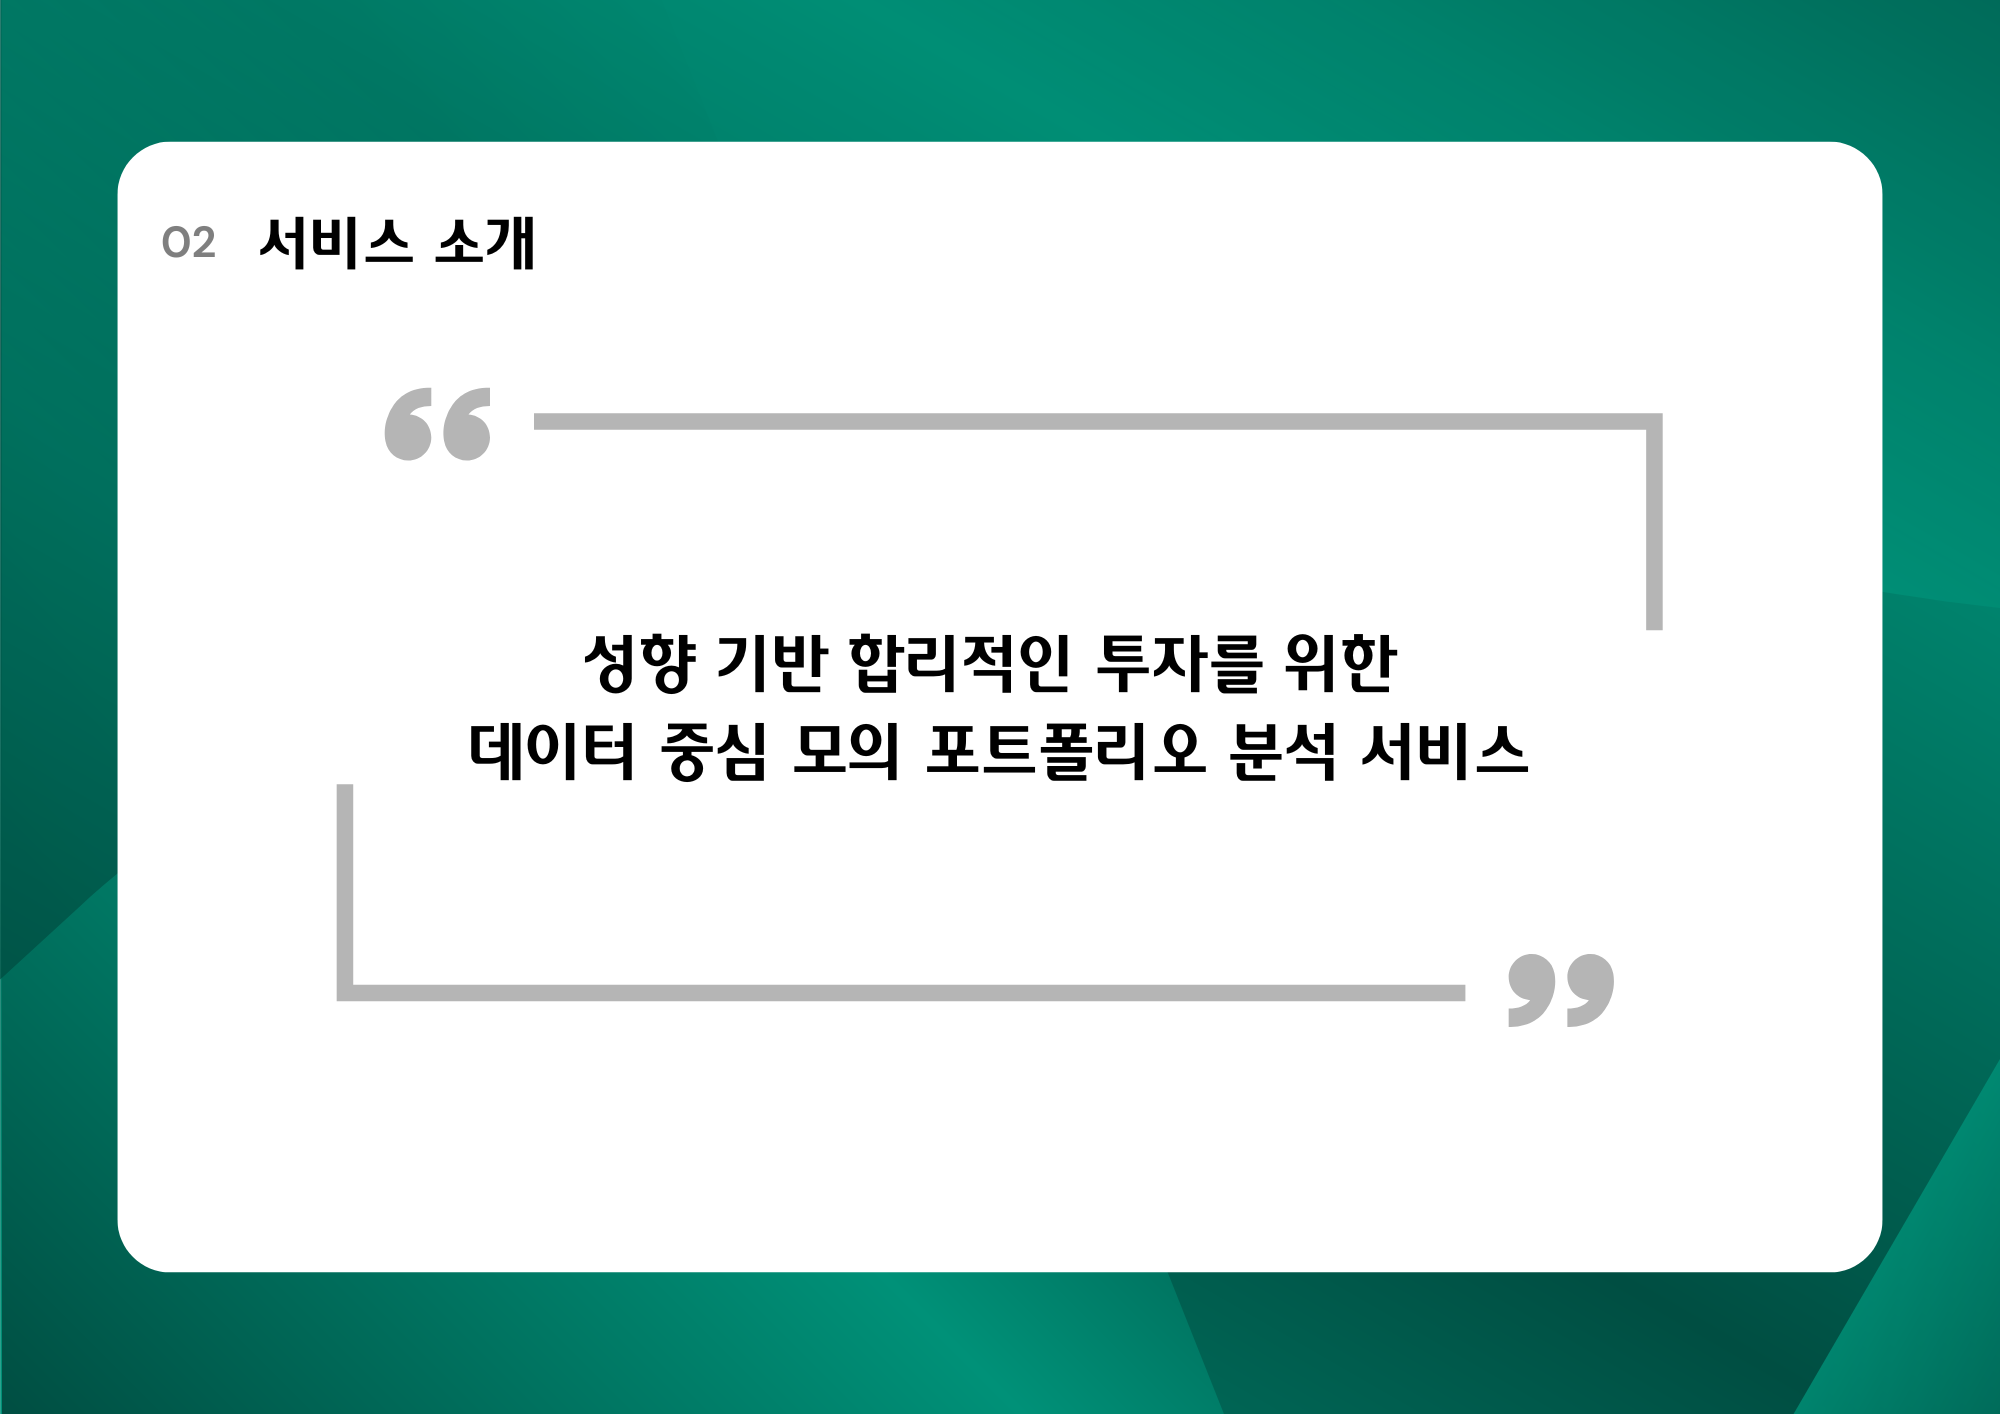 02 서비스 소개
“
성향 기반 합리적인 투자를 위한
데이터 중심 모의 포트폴리오 분석 서비스
”